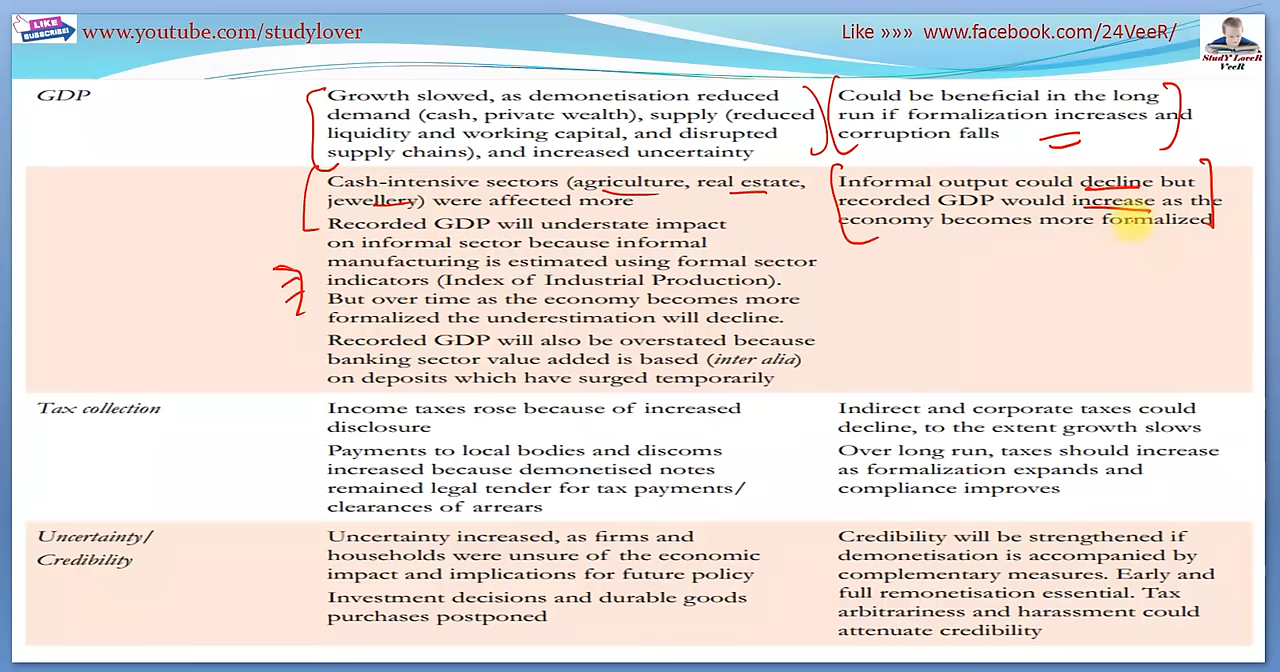 LIKE
SUBSCRIBE!
www.youtube.com/studylover
Like »»» www.facebook.com/24VeeR/
StudY LoveR
VeeR
GDP
Growth slowed, as demonetisation reduced
demand (cash, private wealth), supply (reduced
liquidity and working capital, and disrupted
supply chains), and increased uncertainty
Could be beneficial in the long
run if formalization increases and
corruption falls
Cash-intensive sectors (agriculture, real estate,
jewellery) were affected more
Recorded GDP will understate impact
on informal sector because informal
manufacturing is estimated using formal sector
indicators (Index of Industrial Production).
But over time as the economy becomes more
formalized the underestimation will decline.
Recorded GDP will also be overstated because
banking sector value added is based (inter alia)
on deposits which have surged temporarily
Informal output could decline but
recorded GDP would increase as the
economy becomes more formalized
Tax collection
Income taxes rose because of increased
disclosure
Payments to local bodies and discoms
increased because demonetised notes
remained legal tender for tax payments/
clearances of arrears
Indirect and corporate taxes could
decline, to the extent growth slows
Over long run, taxes should increase
as formalization expands and
compliance improves
Uncertainty/
Credibility
Uncertainty increased, as firms and
households were unsure of the economic
impact and implications for future policy
Investment decisions and durable goods
purchases postponed
Credibility will be strengthened if
demonetisation is accompanied by
complementary measures. Early and
full remonetisation essential. Tax
arbitrariness and harassment could
attenuate credibility